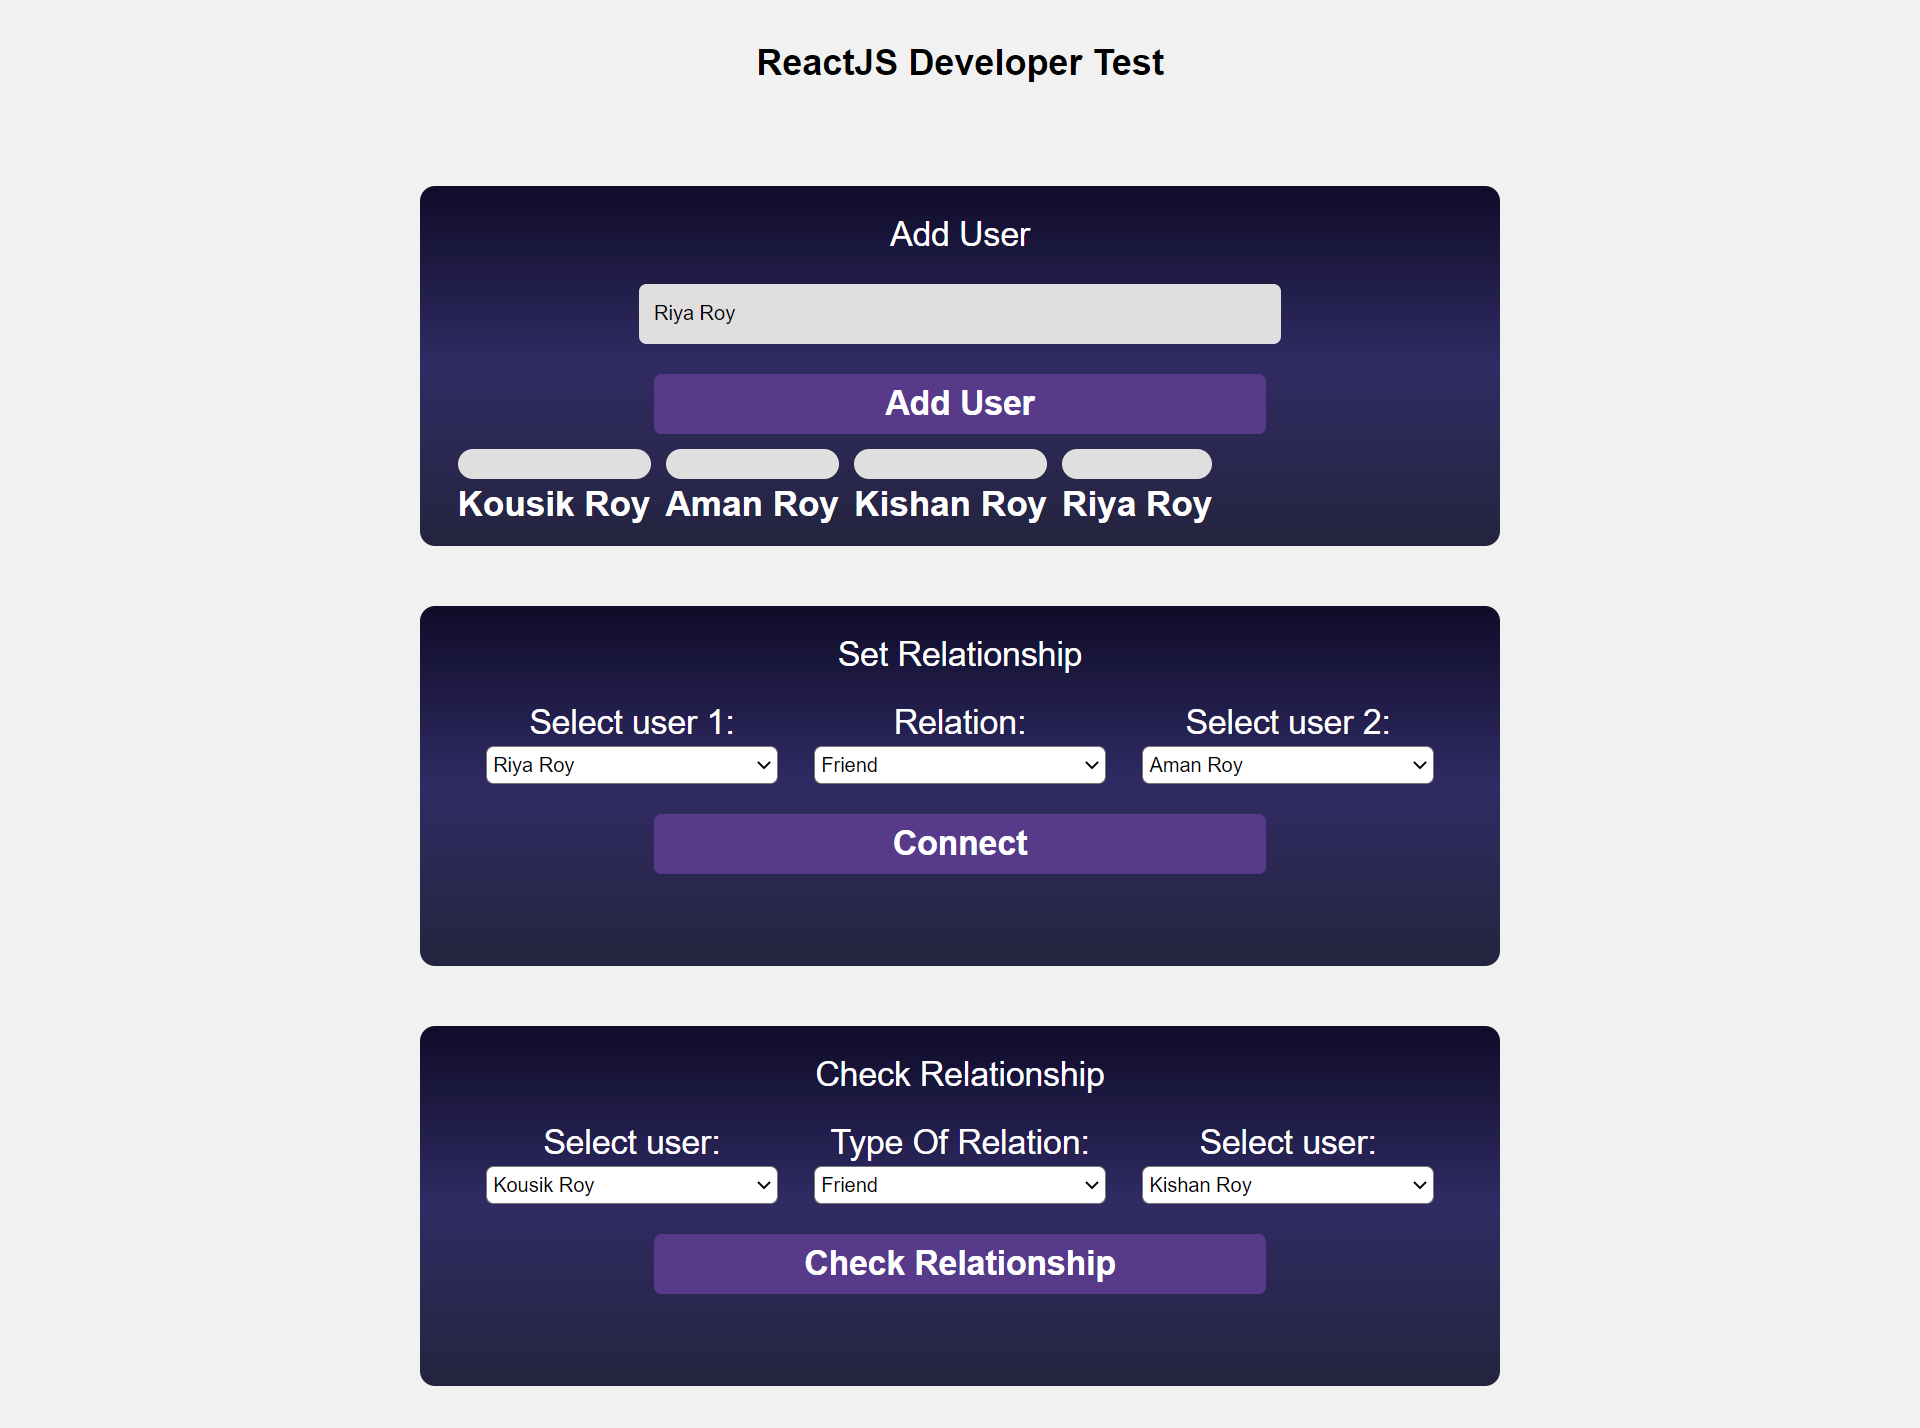 ReactJS Developer Test
Add User
Riya Roy
Add User
Kousik Roy Aman Roy Kishan Roy Riya Roy
Set Relationship
Select user 1: Relation: Select user 2:
Riya Roy Friend Aman Roy
Connect
Check Relationship
Select user: Type Of Relation: Select user:
Kousik Roy Friend Kishan Roy
Check Relationship